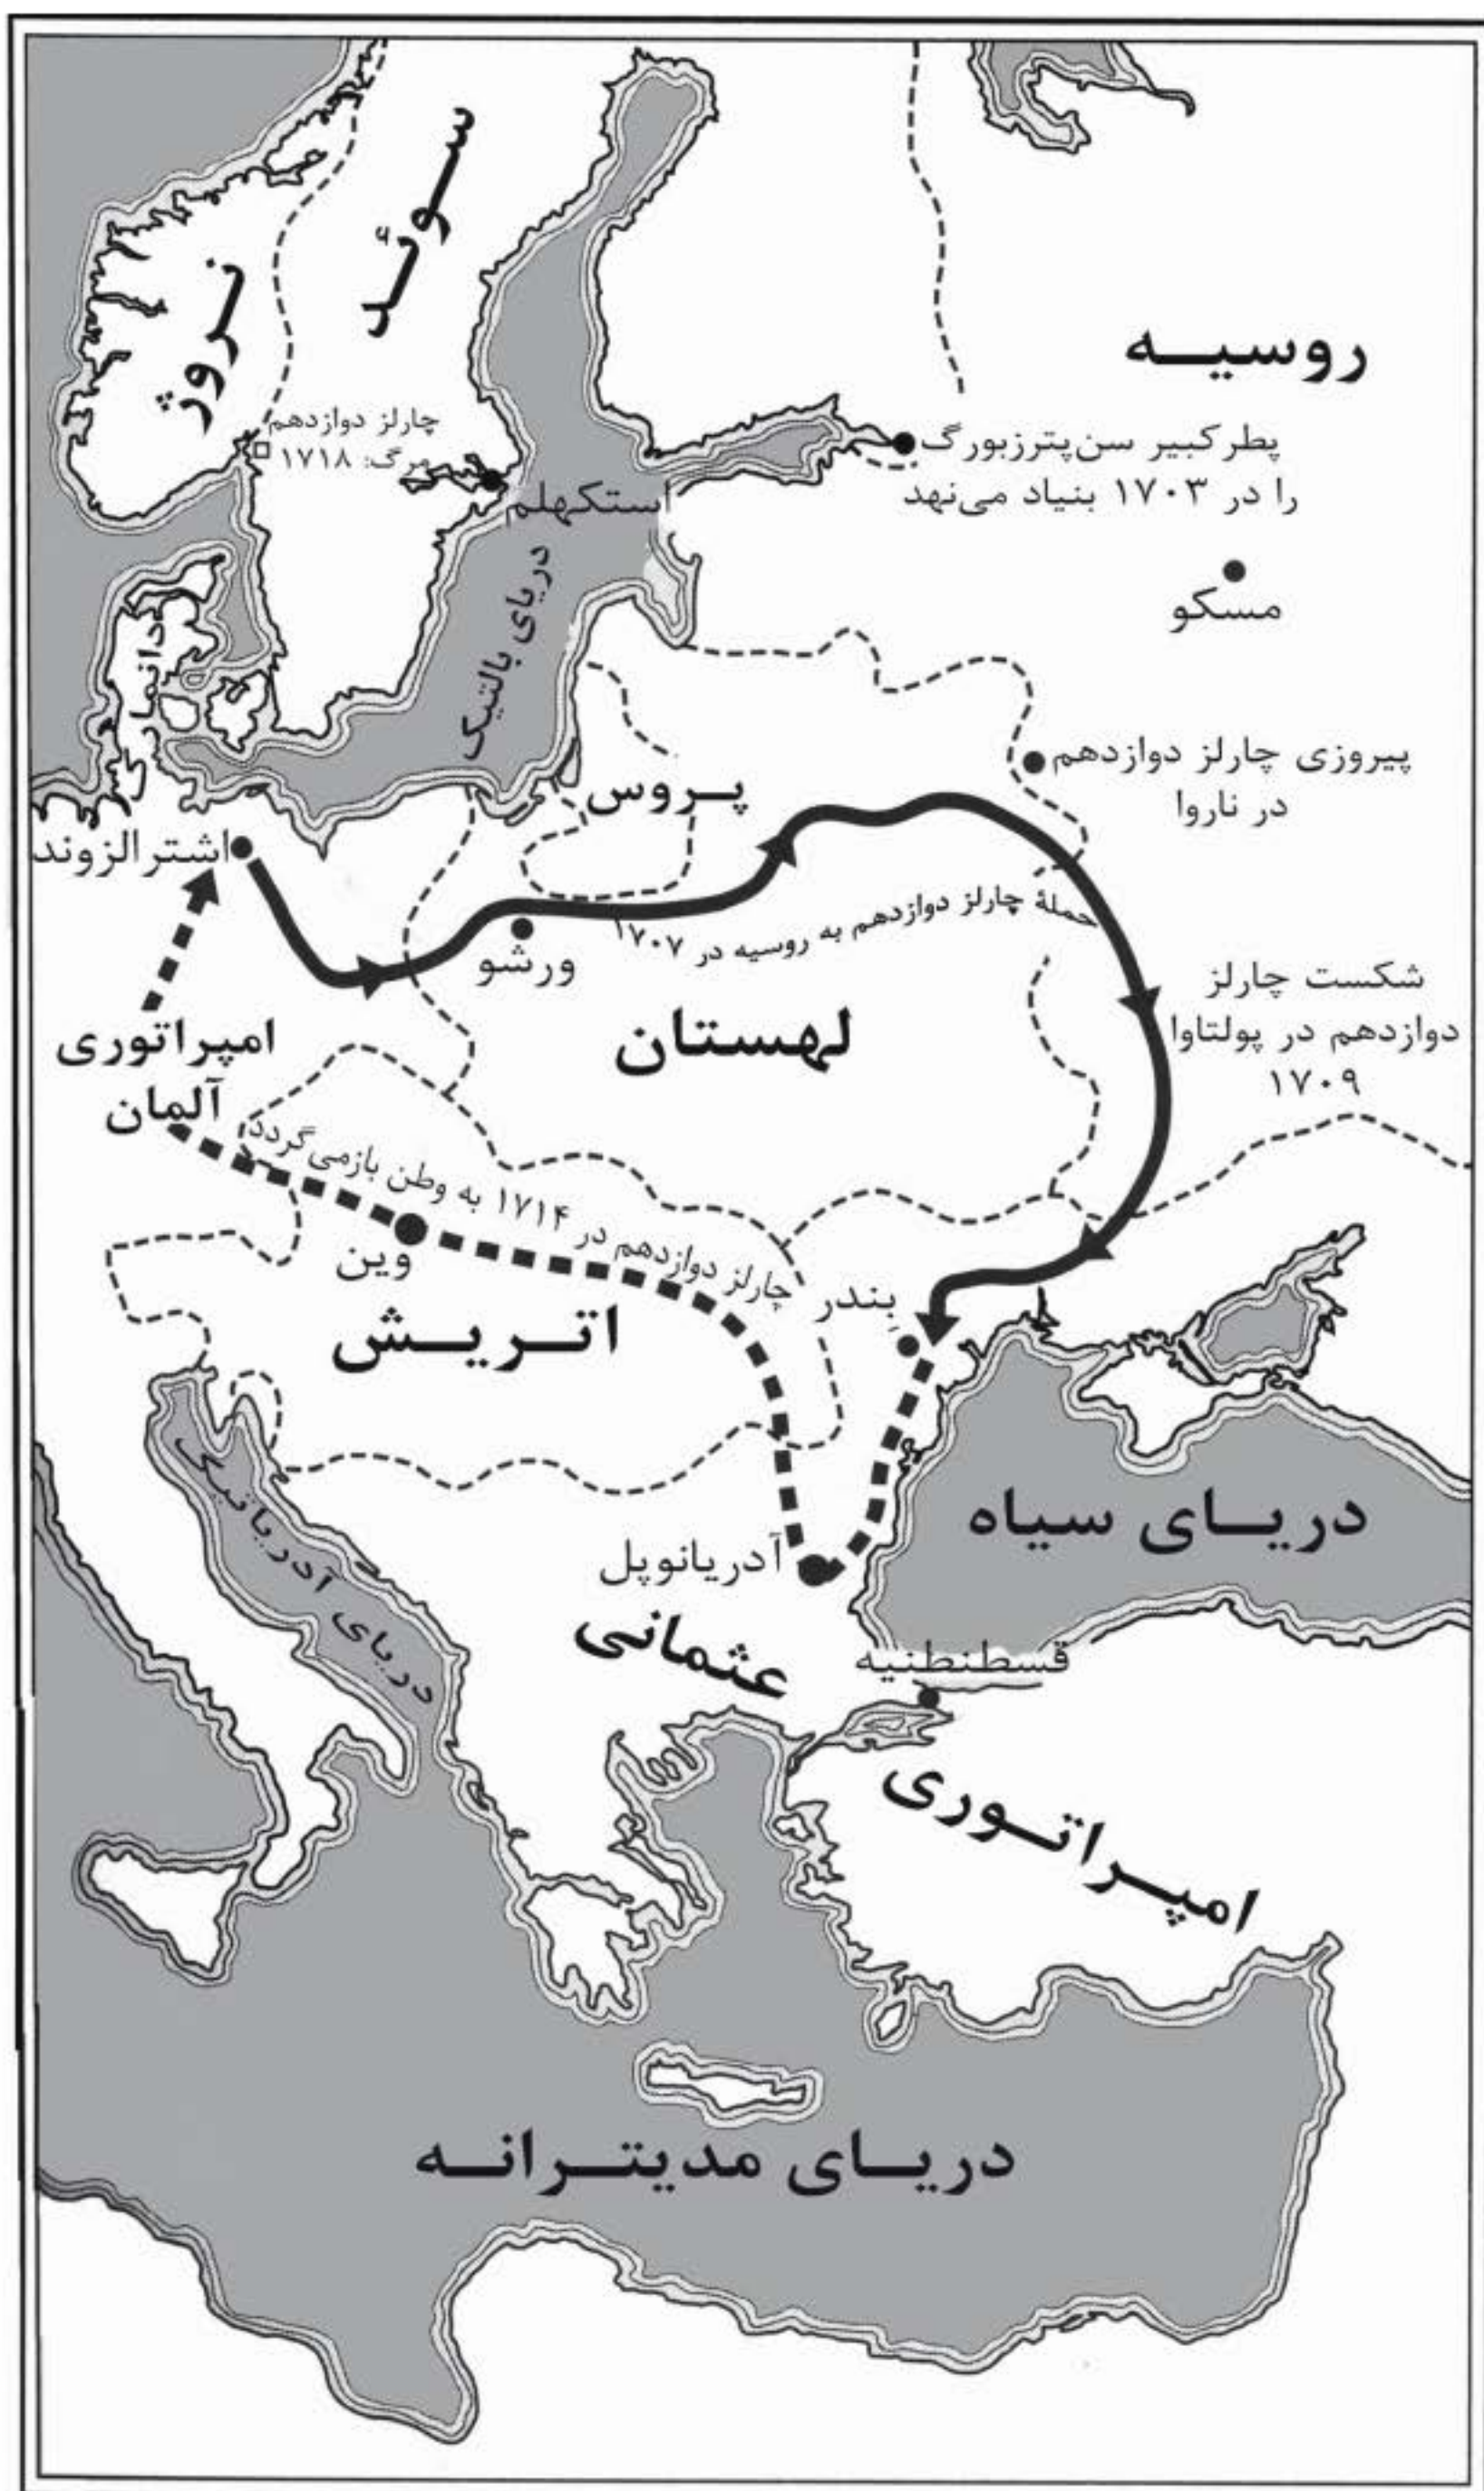 سوئد
نروژ
روسیه
چارلز دوازدهم
مرگ: ۱۷۱۸
پطر کبیر سن‌پترزبورگ
را در ۱۷۰۳ بنیاد می‌نهد
استکهلم
مسکو
دریای بالتیک
دانمارک
پیروزی چارلز دوازدهم
در ناروا
پروس
اشترالزوند
حملهٔ چارلز دوازدهم به روسیه در ۱۷۰۷
ورشو
شکست چارلز
دوازدهم در پولتاوا
۱۷۰۹
لهستان
امپراتوری
آلمان
چارلز دوازدهم در ۱۷۱۴ به وطن بازمی‌گردد
وین
بِندر
اتریش
دریای سیاه
دریای آدریاتیک
آدریانوپل
عثمانی
قسطنطنیه
امپراتوری
دریای مدیترانه